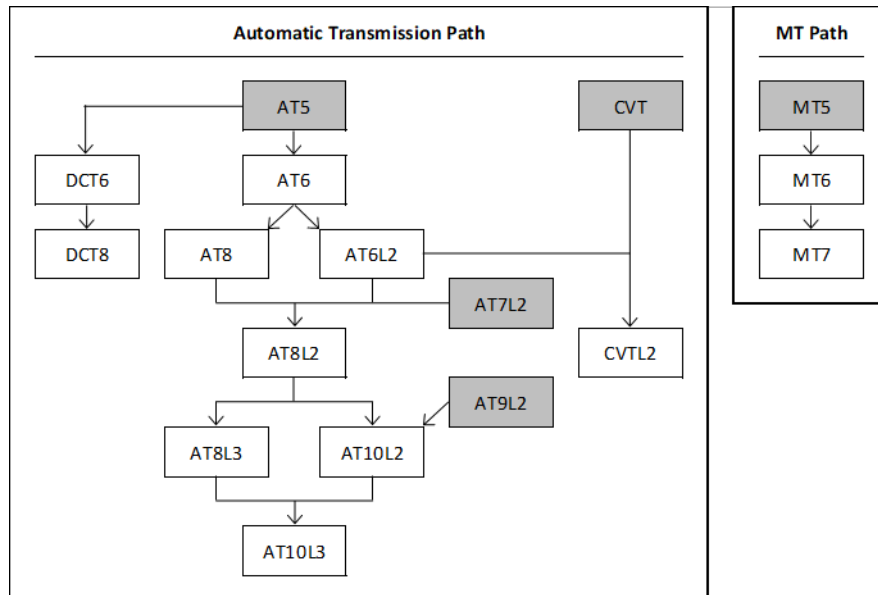 Automatic Transmission Path
MT Path
AT5
CVT
MT5
DCT6
AT6
MT6
DCT8
AT8
AT6L2
MT7
AT7L2
AT8L2
CVTL2
AT9L2
AT8L3
AT10L2
AT10L3